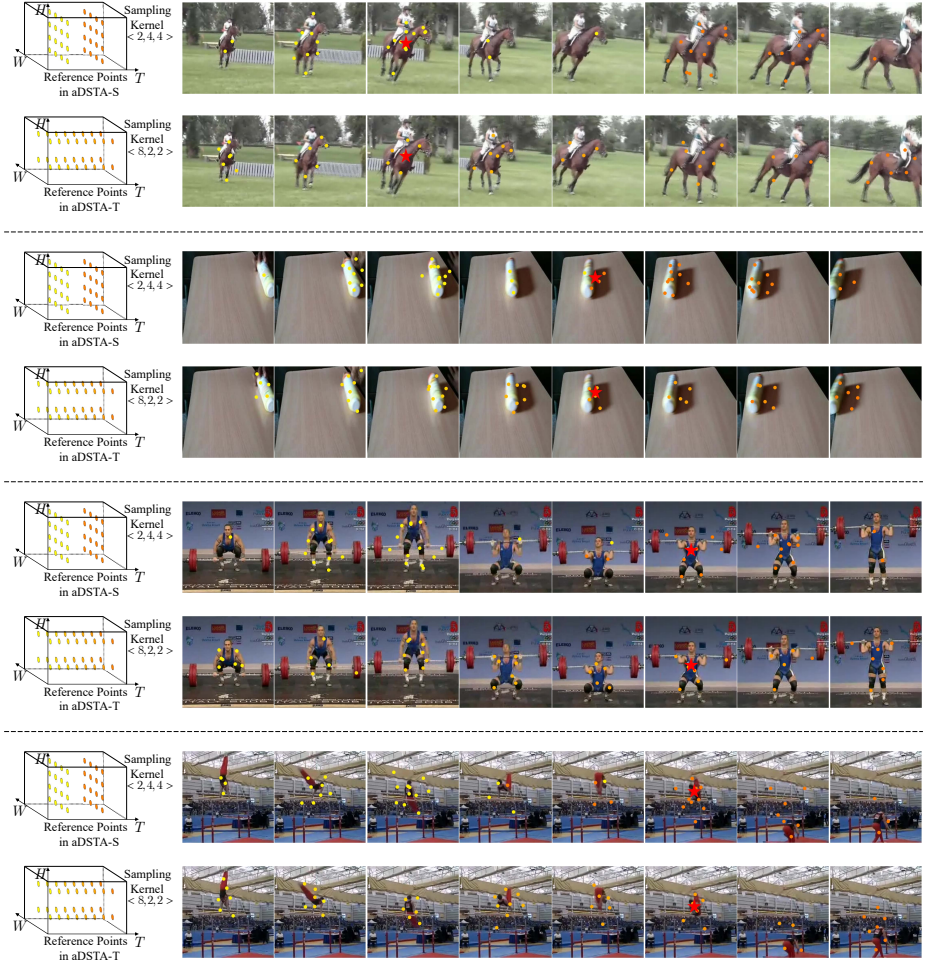 H
Sampling
Kernel
< 2,4,4 >
W
Reference Points
T
in aDSTA-S
H
Sampling
Kernel
< 8,2,2 >
W
Reference Points
T
in aDSTA-T
H
Sampling
Kernel
< 2,4,4 >
W
Reference Points
T
in aDSTA-S
H
Sampling
Kernel
< 8,2,2 >
W
Reference Points
T
in aDSTA-T
H
Sampling
Kernel
< 2,4,4 >
W
Reference Points
T
in aDSTA-S
H
Sampling
Kernel
< 8,2,2 >
W
Reference Points
T
in aDSTA-T
H
Sampling
Kernel
< 2,4,4 >
W
Reference Points
T
in aDSTA-S
H
Sampling
Kernel
< 8,2,2 >
W
Reference Points
T
in aDSTA-T